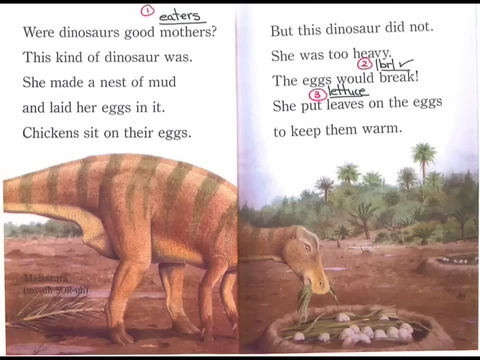 ① eaters
Were dinosaurs good mothers?
This kind of dinosaur was.
She made a nest of mud
and laid her eggs in it.
Chickens sit on their eggs.
Maiasaura
(my-uh-SOR-uh)
But this dinosaur did not.
She was too heavy.
② |br| ✓
The eggs would break!
③ lettuce
She put leaves on the eggs
to keep them warm.